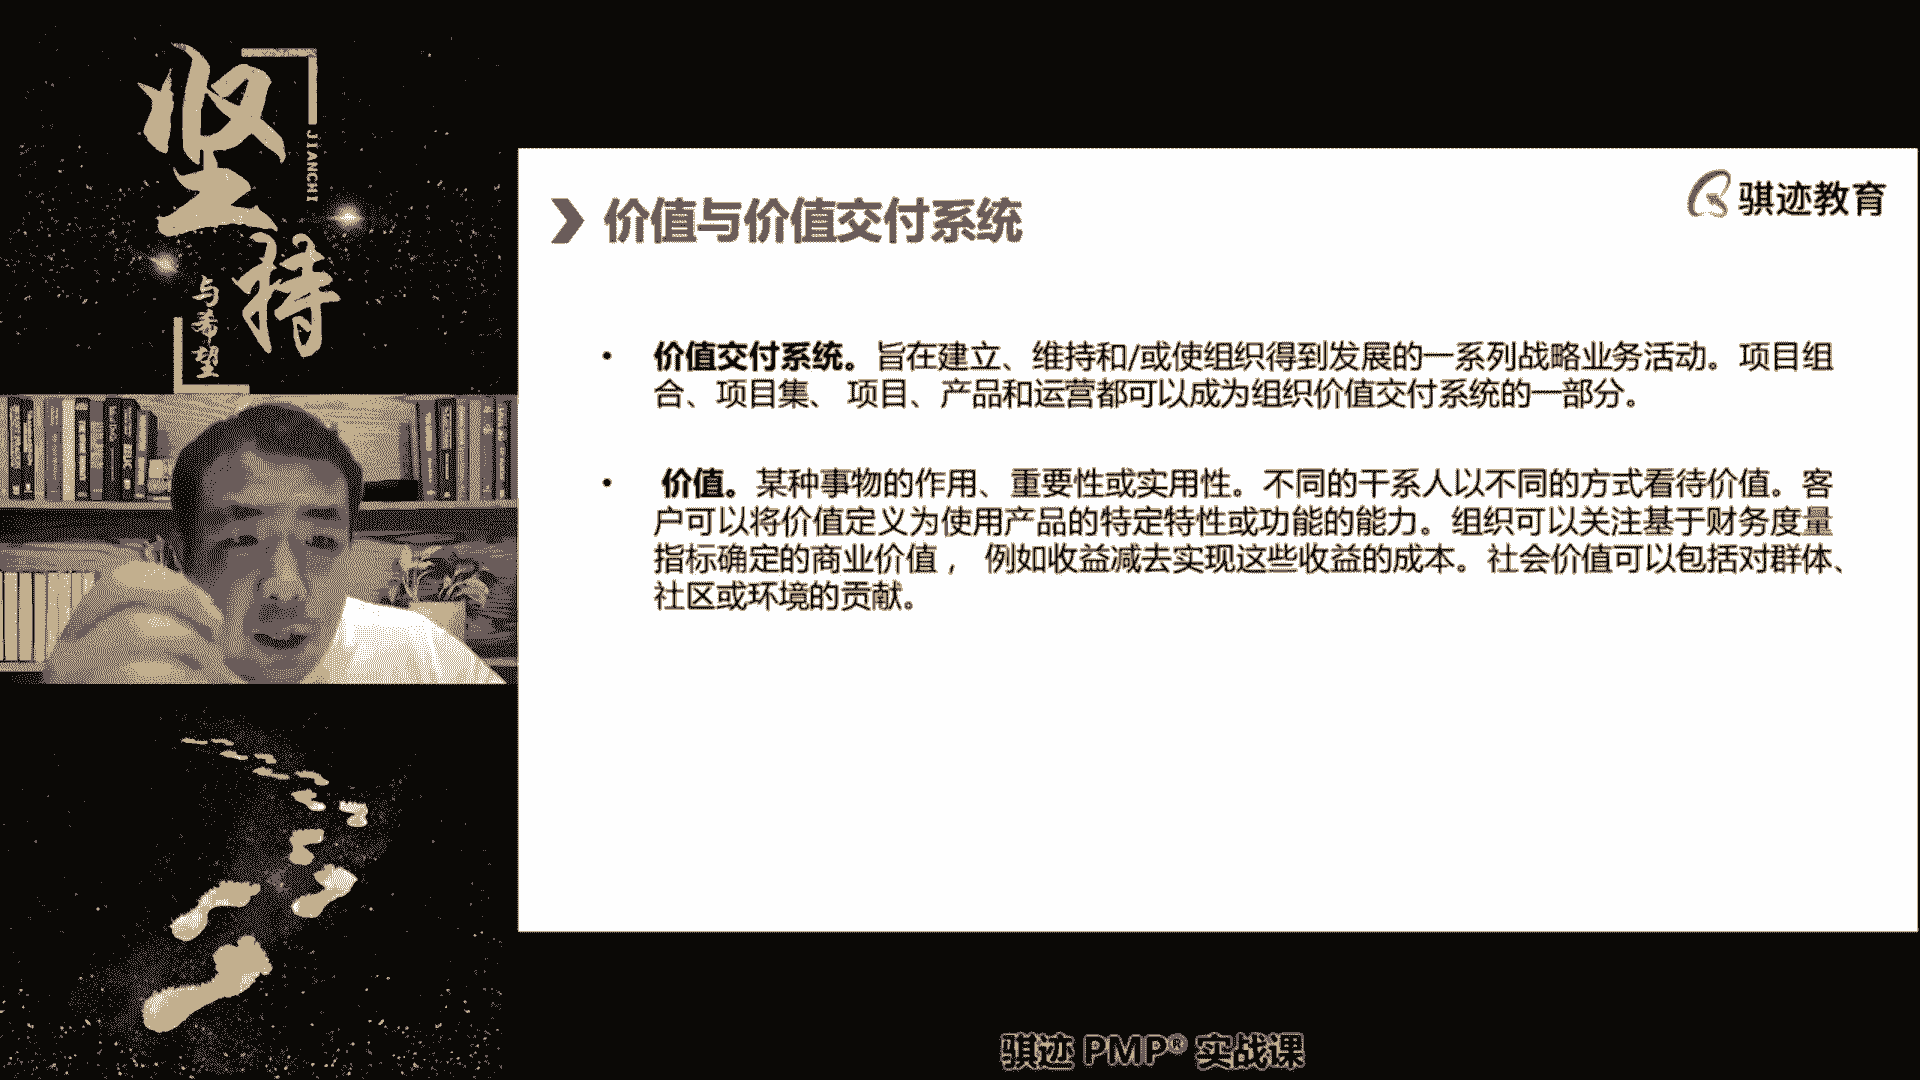 坚持
JIANCHI
与希望
骐迹教育
价值与价值交付系统
• 价值交付系统。旨在建立、维持和/或使组织得到发展的一系列战略业务活动。项目组
合、项目集、 项目、产品和运营都可以成为组织价值交付系统的一部分。
• 价值。某种事物的作用、重要性或实用性。不同的干系人以不同的方式看待价值。客
户可以将价值定义为使用产品的特定特性或功能的能力。组织可以关注基于财务度量
指标确定的商业价值， 例如收益减去实现这些收益的成本。社会价值可以包括对群体、
社区或环境的贡献。
骐迹 PMP® 实战课